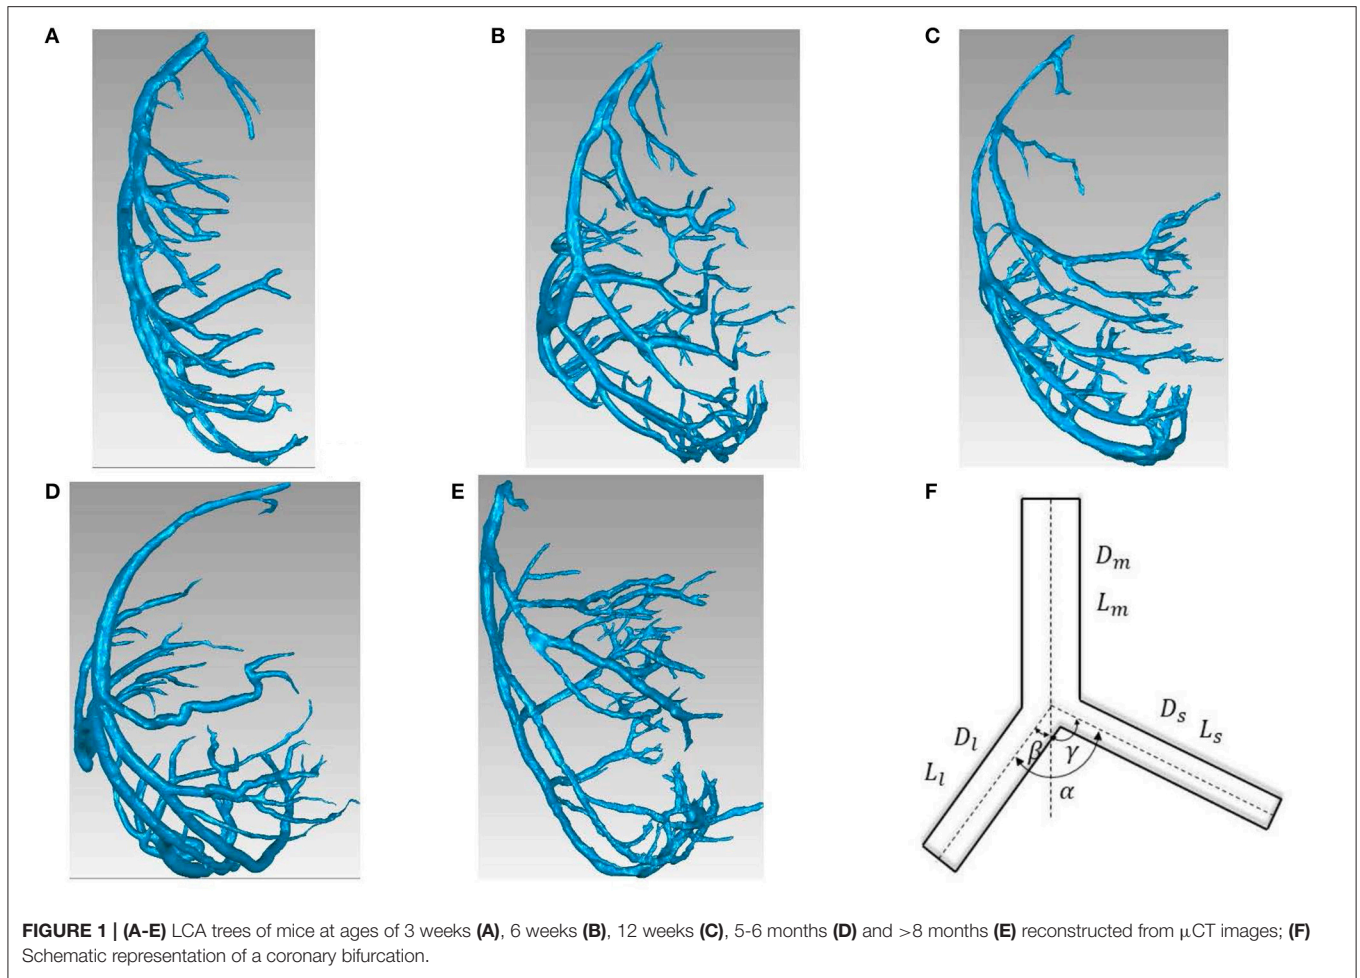 A
B
C
D
E
F
D_m
L_m
D_s L_s
D_l
L_l
β γ
α
FIGURE 1 | (A-E) LCA trees of mice at ages of 3 weeks (A), 6 weeks (B), 12 weeks (C), 5-6 months (D) and >8 months (E) reconstructed from μCT images; (F)
Schematic representation of a coronary bifurcation.